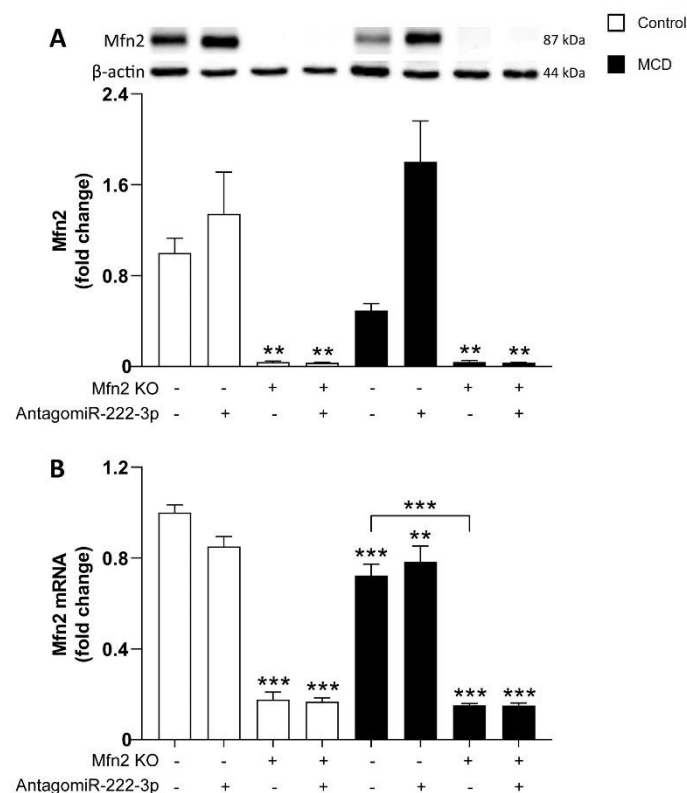 A
Mfn2
87 kDa
β-actin
44 kDa
Control
MCD
2.4
1.6
0.8
0
Mfn2
(fold change)
** ** ** **
Mfn2 KO - - + + - - + +
AntagomiR-222-3p - + - + - + - +
B
1.2
0.8
0.4
0
Mfn2 mRNA
(fold change)
***
*** **
*** *** *** ***
Mfn2 KO - - + + - - + +
AntagomiR-222-3p - + - + - + - +